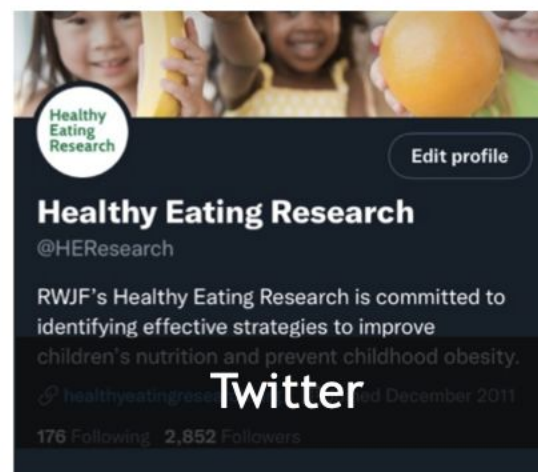 Healthy
Eating
Research
Edit profile
Healthy Eating Research
@HEResearch
RWJF's Healthy Eating Research is committed to
identifying effective strategies to improve
children's nutrition and prevent childhood obesity.
Twitter
December 2011
176 Following 2,852 Followers